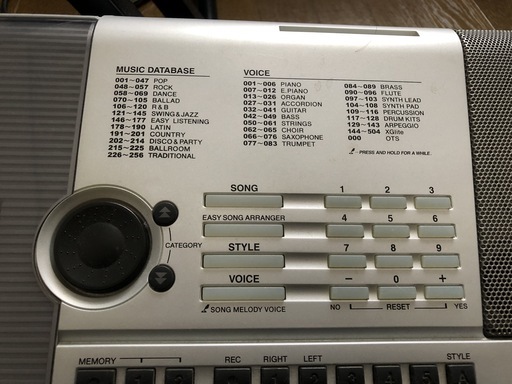 MUSIC DATABASE
001~047 POP
048~057 ROCK
058~069 DANCE
070~105 BALLAD
106~120 R & B
121~145 SWING & JAZZ
146~177 EASY LISTENING
178~190 LATIN
191~201 COUNTRY
202~214 DISCO & PARTY
215~225 BALLROOM
226~256 TRADITIONAL
VOICE
001~006 PIANO
007~012 E.PIANO
013~026 ORGAN
027~031 ACCORDION
032~041 GUITAR
042~049 BASS
050~061 STRINGS
062~065 CHOIR
066~076 SAXOPHONE
077~083 TRUMPET
084~089 BRASS
090~096 FLUTE
097~103 SYNTH LEAD
104~108 SYNTH PAD
109~116 PERCUSSION
117~128 DRUM KITS
129~143 ARPEGGIO
144~504 XGlite
000 OTS
PRESS AND HOLD FOR A WHILE.
SONG 1 2 3
EASY SONG ARRANGER 4 5 6
CATEGORY
STYLE 7 8 9
VOICE − 0 +
SONG MELODY VOICE NO RESET YES
MEMORY REC RIGHT LEFT STYLE